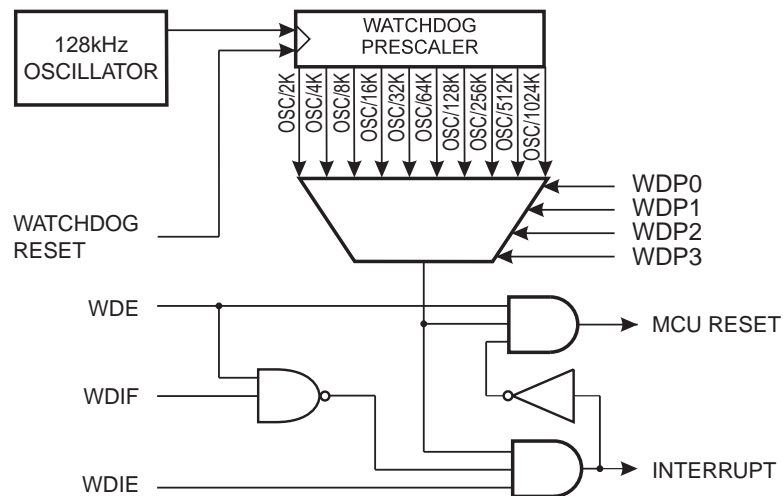 128kHz
OSCILLATOR
WATCHDOG
PRESCALER
OSC/2K
OSC/4K
OSC/8K
OSC/16K
OSC/32K
OSC/64K
OSC/128K
OSC/256K
OSC/512K
OSC/1024K
WATCHDOG
RESET
WDP0
WDP1
WDP2
WDP3
WDE
MCU RESET
WDIF
WDIE
INTERRUPT